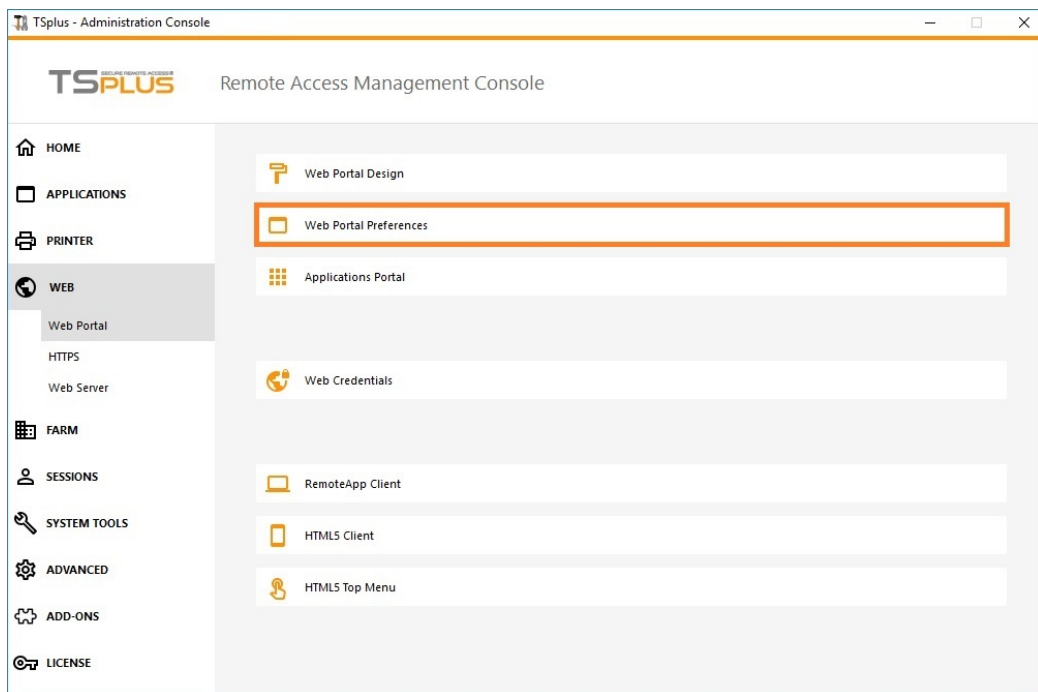 TSplus - Administration Console
TSPLUS
SECURE REMOTE ACCESS®
Remote Access Management Console
HOME
APPLICATIONS
PRINTER
WEB
Web Portal
HTTPS
Web Server
FARM
SESSIONS
SYSTEM TOOLS
ADVANCED
ADD-ONS
LICENSE
Web Portal Design
Web Portal Preferences
Applications Portal
Web Credentials
RemoteApp Client
HTML5 Client
HTML5 Top Menu